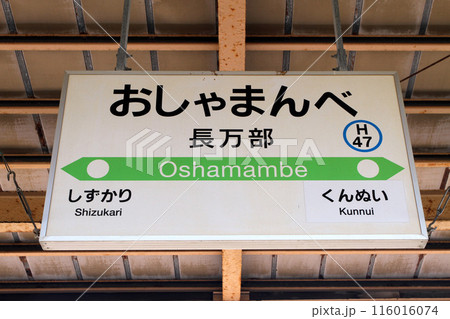 おしゃまんべ
長万部
H
47
Oshamambe
しずかり
Shizukari
くんぬい
Kunnui
PIXTA
pixta.jp - 116016074